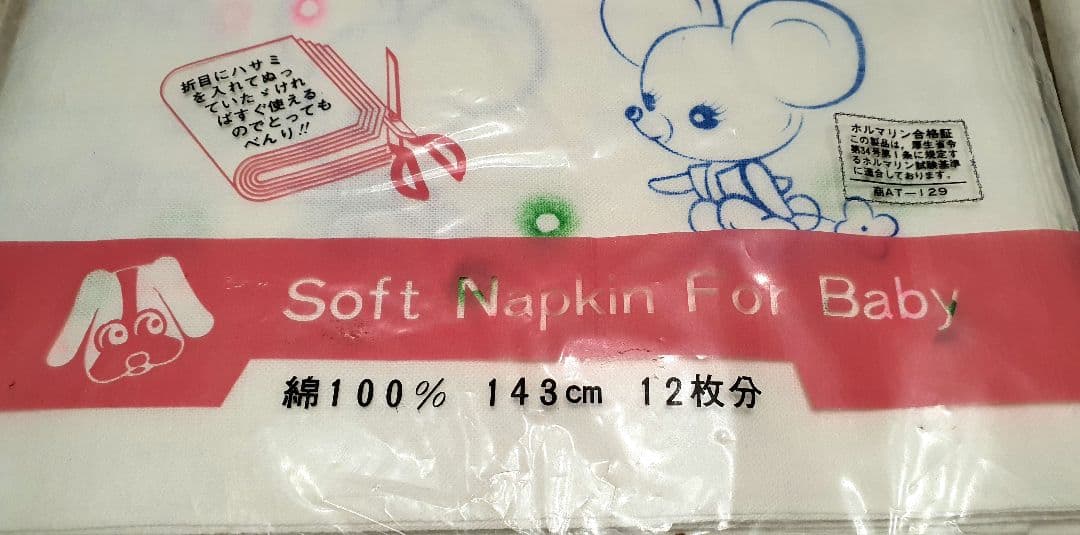 折目にハサミ
を入れてぬっ
ていたゞけれ
ばすぐ使える
のでとっても
べんり!!
ホルマリン合格証
この製品は、厚生省令
第34号第1条に規定す
るホルマリン試験基準
に適合しております。
商AT-129
Soft Napkin For Baby
綿100% 143cm 12枚分